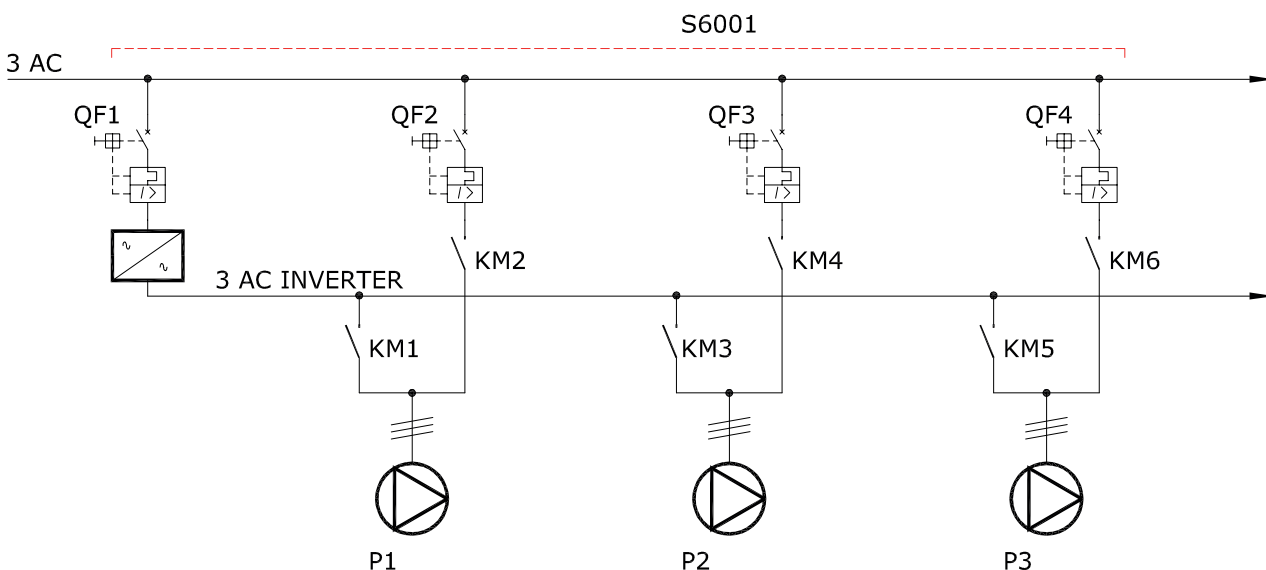 S6001
3 AC
QF1
QF2
QF3
QF4
KM2
KM4
KM6
3 AC INVERTER
KM1
KM3
KM5
P1
P2
P3